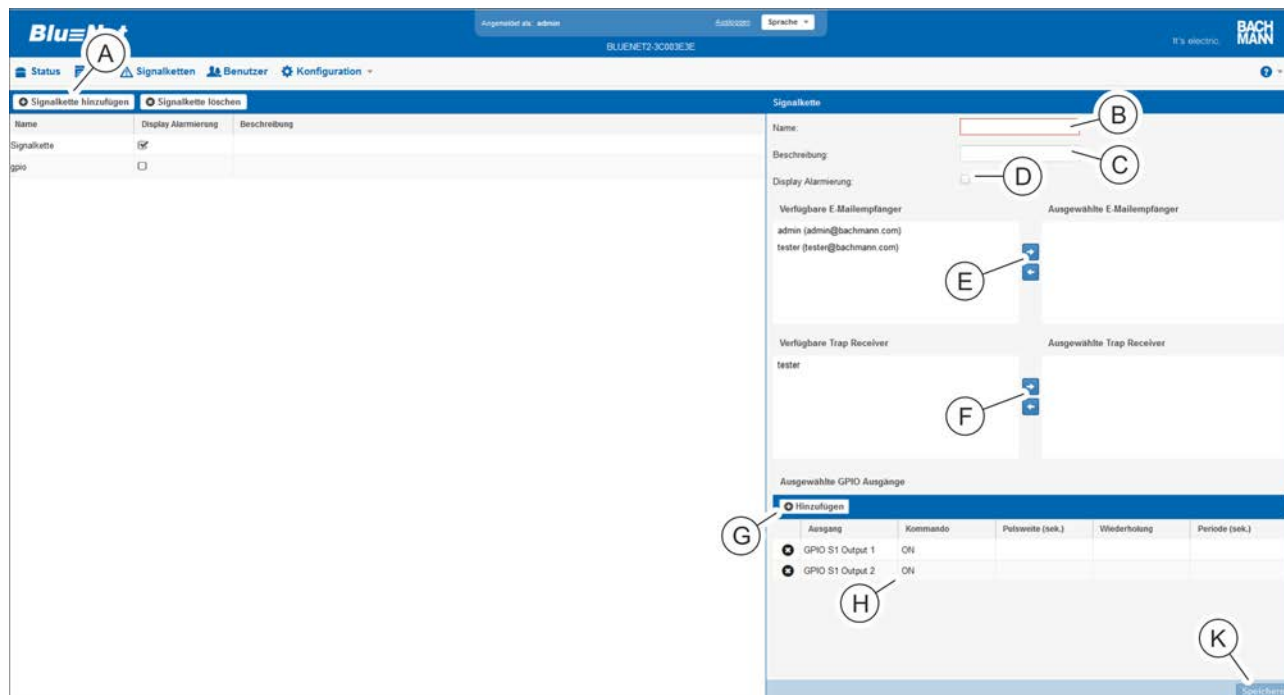 Angemeldet als: admin Ausloggen Sprache
BLUENET2-3C003E3E
It's electric.
BACH
MANN
A
Status Signalketten Benutzer Konfiguration
Signalkette hinzufügen Signalkette löschen
Name Display Alarmierung Beschreibung
Signalkette
gpio
Signalkette
Name: B
Beschreibung: C
Display Alarmierung: D
Verfügbare E-Mailempfänger Ausgewählte E-Mailempfänger
admin (admin@bachmann.com)
tester (tester@bachmann.com)
E
Verfügbare Trap Receiver Ausgewählte Trap Receiver
tester
F
Ausgewählte GPIO Ausgänge
Hinzufügen
G
Ausgang Kommando Pulsweite (sek.) Wiederholung Periode (sek.)
GPIO S1 Output 1 ON
GPIO S1 Output 2 ON
H
K
Speichern